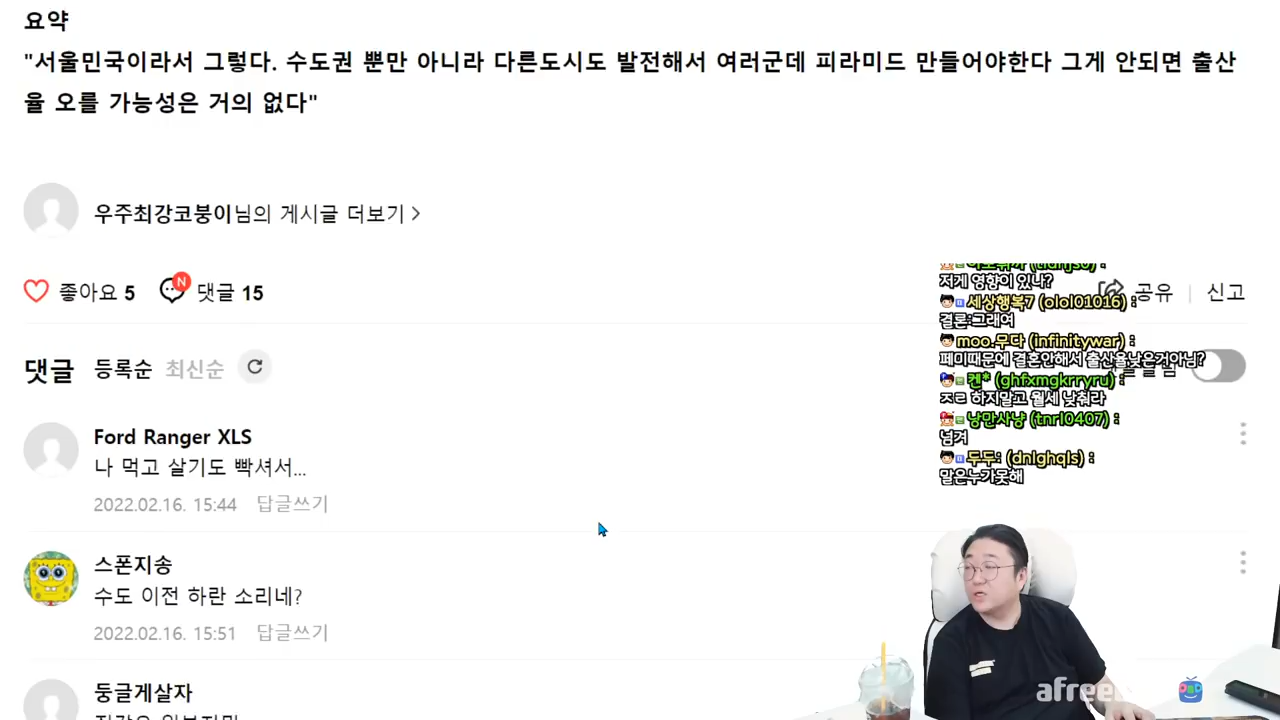 요약
"서울민국이라서 그렇다. 수도권 뿐만 아니라 다른도시도 발전해서 여러군데 피라미드 만들어야한다 그게 안되면 출산
율 오를 가능성은 거의 없다"
우주최강코붕이님의 게시글 더보기 >
좋아요 5 N 댓글 15
공유 | 신고
댓글 등록순 최신순
저게 영향이 있나?
세상행복7 (olol01016) :
결론:그래여
moo.무다 (infinitywar) :
페미때문에 결혼안해서 출산율낮은거아님?
켄* (ghfxmgkrryru) :
ㅈㄹ 하지말고 월세 낮춰라
낭만사냥 (tnrl0407) :
넘겨
두두: (dnlghqls) :
말은누가못해
Ford Ranger XLS
나 먹고 살기도 빡셔서...
2022.02.16. 15:44 답글쓰기
스폰지송
수도 이전 하란 소리네?
2022.02.16. 15:51 답글쓰기
둥글게살자
afree